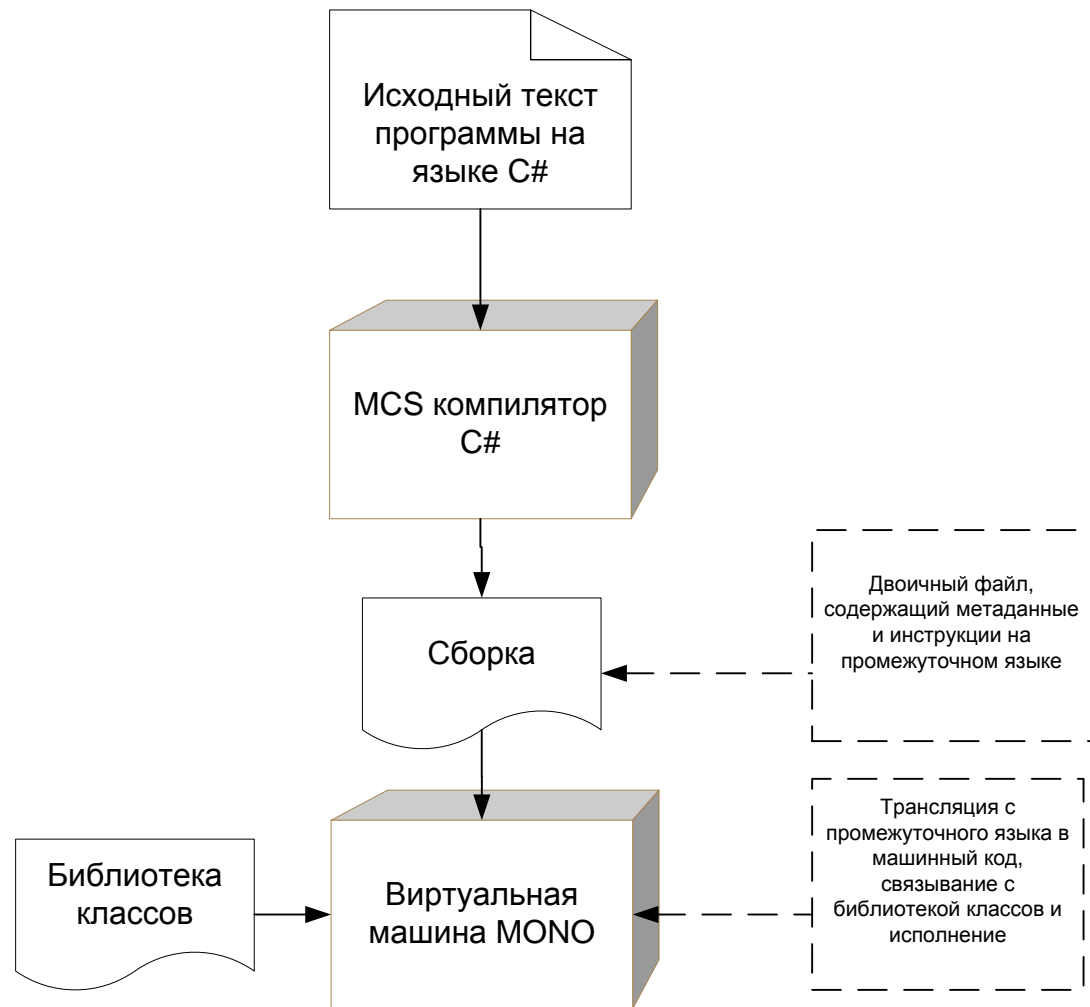 Исходный текст
программы на
языке C#
MCS компилятор
C#
Двоичный файл,
содержащий метаданные
и инструкции на
промежуточном языке
Сборка
Трансляция с
промежуточного языка в
машинный код,
связывание с
библиотекой классов и
исполнение
Библиотека
классов
Виртуальная
машина MONO